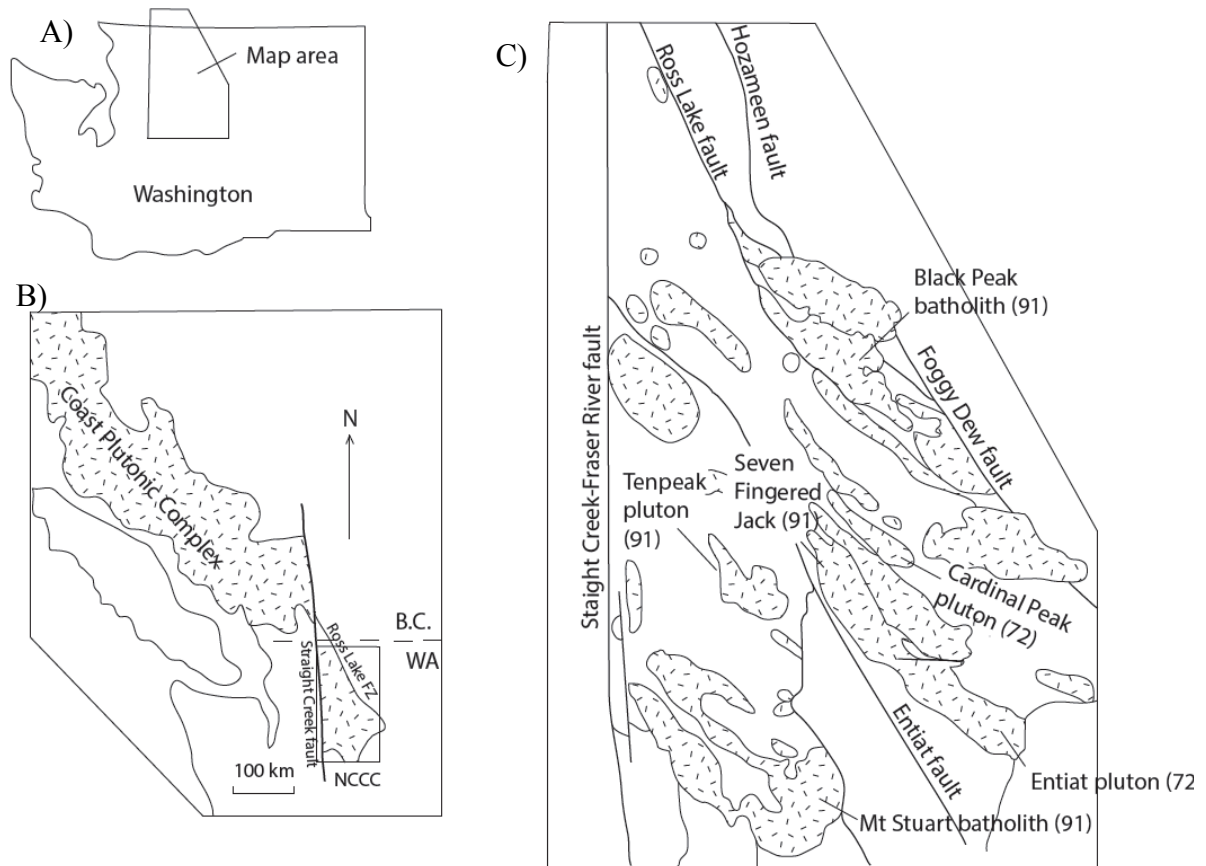 A)
Map area
Washington
B)
Coast Plutonic Complex
N
B.C.
WA
Ross Lake FZ
Straight Creek fault
100 km
NCCC
C)
Ross Lake fault
Hozameen fault
Black Peak
batholith (91)
Foggy Dew fault
Staight Creek-Fraser River fault
Tenpeak
pluton
(91)
Seven
Fingered
Jack (91)
Cardinal Peak
pluton (72)
Entiat fault
Entiat pluton (72
Mt Stuart batholith (91)